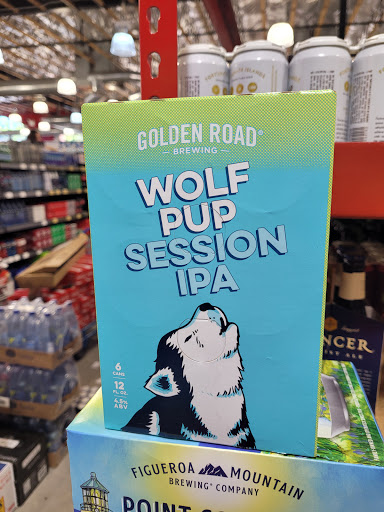 GOLDEN ROAD®
BREWING
WOLF
PUP
SESSION
IPA
6
CANS
12
FL. OZ.
4.5%
ABV
NCER
FIGUEROA MOUNTAIN
BREWING® COMPANY
POINT